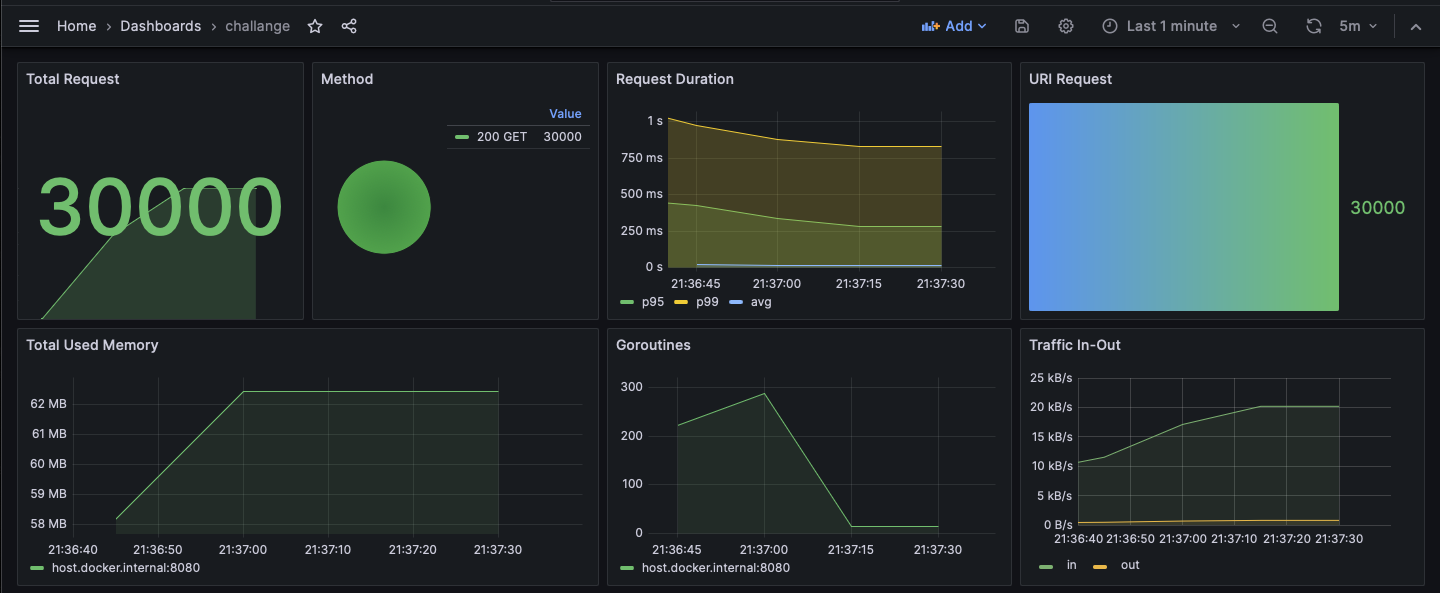 Home › Dashboards › challange
Add
Last 1 minute
5m
Total Request
30000
Method
Value
200 GET 30000
Request Duration
1 s
750 ms
500 ms
250 ms
0 s
21:36:45 21:37:00 21:37:15 21:37:30
p95 p99 avg
URI Request
30000
Total Used Memory
62 MB
61 MB
60 MB
59 MB
58 MB
21:36:40 21:36:50 21:37:00 21:37:10 21:37:20 21:37:30
host.docker.internal:8080
Goroutines
300
200
100
0
21:36:45 21:37:00 21:37:15 21:37:30
host.docker.internal:8080
Traffic In-Out
25 kB/s
20 kB/s
15 kB/s
10 kB/s
5 kB/s
0 B/s
21:36:40 21:36:50 21:37:00 21:37:10 21:37:20 21:37:30
in out